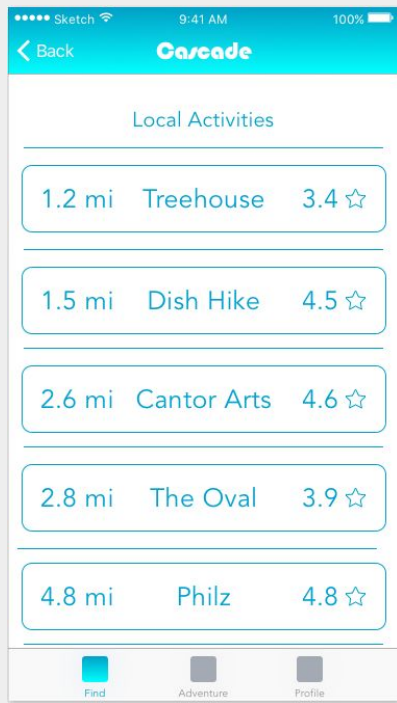 Sketch 9:41 AM 100%
Back Cascade
Local Activities
1.2 mi Treehouse 3.4
1.5 mi Dish Hike 4.5
2.6 mi Cantor Arts 4.6
2.8 mi The Oval 3.9
4.8 mi Philz 4.8
Find Adventure Profile